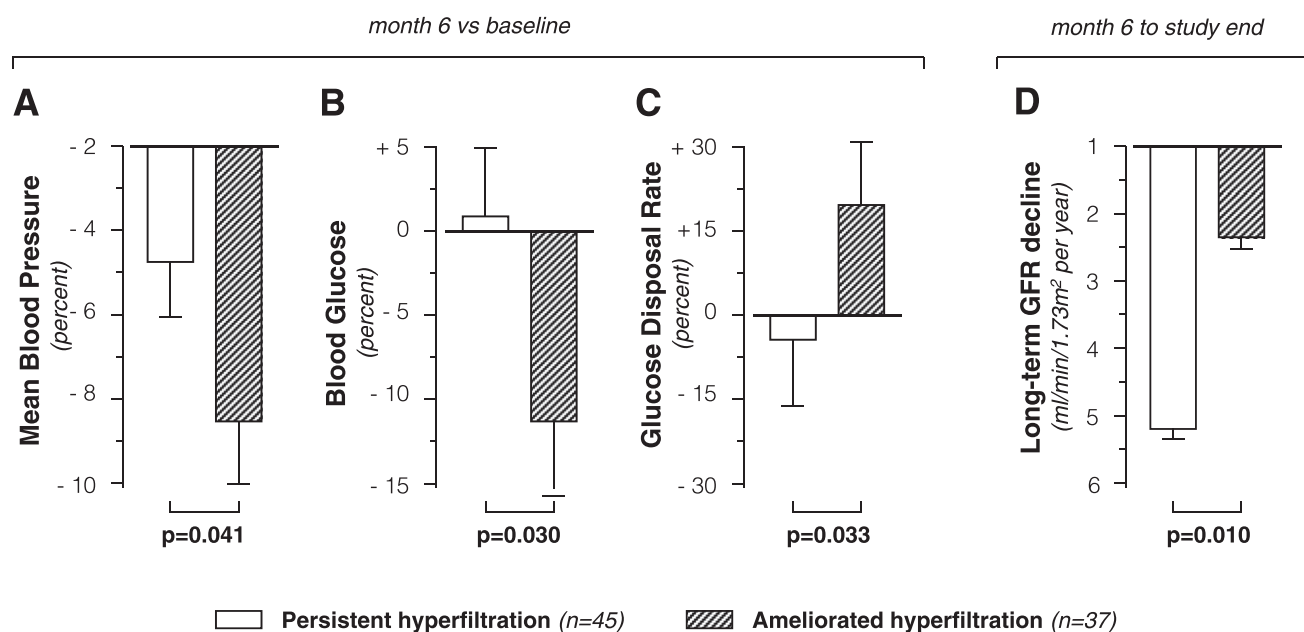 month 6 vs baseline
month 6 to study end
A
Mean Blood Pressure
(percent)
- 2
- 4
- 6
- 8
- 10
p=0.041
B
Blood Glucose
(percent)
+ 5
0
- 5
- 10
- 15
p=0.030
C
Glucose Disposal Rate
(percent)
+ 30
+ 15
0
- 15
- 30
p=0.033
D
Long-term GFR decline
(ml/min/1.73m² per year)
1
2
3
4
5
6
p=0.010
Persistent hyperfiltration (n=45)
Ameliorated hyperfiltration (n=37)